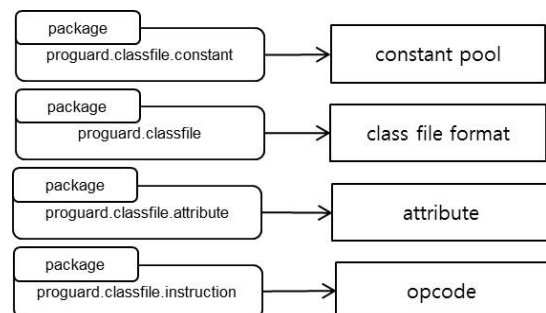 package
proguard.classfile.constant
constant pool
package
proguard.classfile
class file format
package
proguard.classfile.attribute
attribute
package
proguard.classfile.instruction
opcode